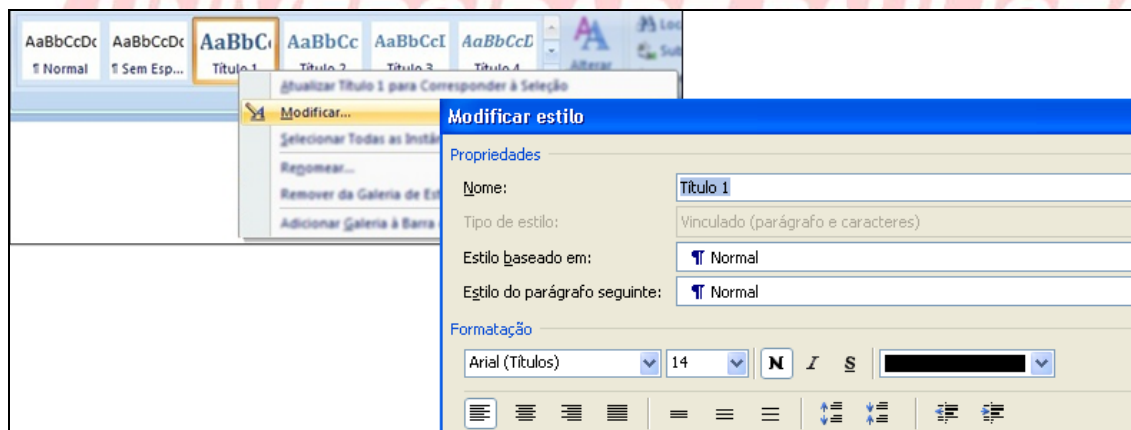 AaBbCcDc AaBbCcDc AaBbC AaBbCc AaBbCcI AaBbCcD
¶ Normal ¶ Sem Esp... Título 1 Título 2 Título 3 Título 4 Alterar
Atualizar Título 1 para Corresponder à Seleção
Modificar...
Selecionar Todas as
Renomear...
Remover da Galeria de
Adicionar Galeria à Barra
Modificar estilo
Propriedades
Nome: Título 1
Tipo de estilo: Vinculado (parágrafo e caracteres)
Estilo baseado em: ¶ Normal
Estilo do parágrafo seguinte: ¶ Normal
Formatação
Arial (Títulos) 14 N I S